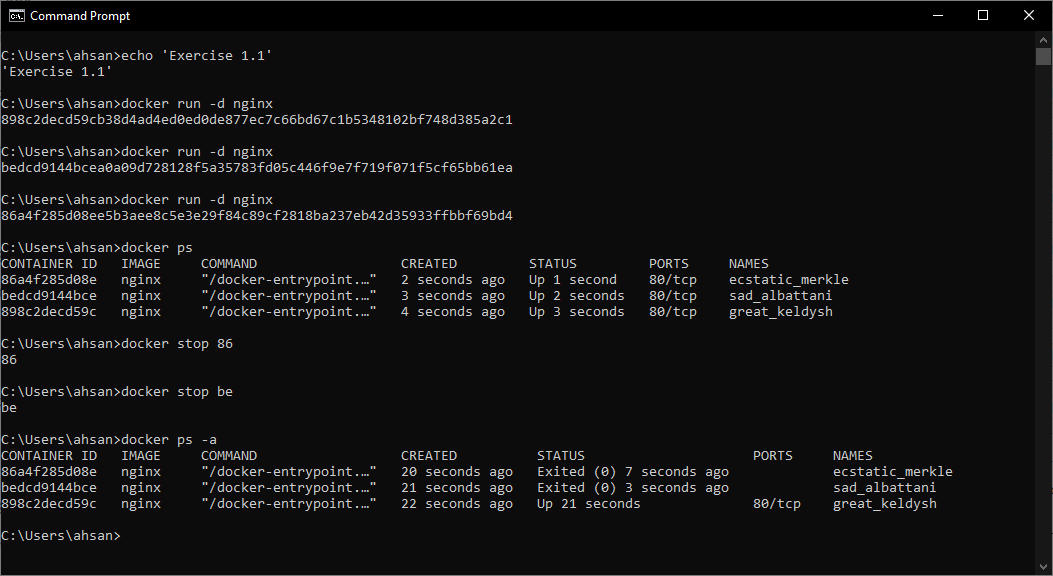 Command Prompt
C:\Users\ahsan>echo 'Exercise 1.1'
'Exercise 1.1'
C:\Users\ahsan>docker run -d nginx
898c2decd59cb38d4ad4ed0ed0de877ec7c66bd67c1b5348102bf748d385a2c1
C:\Users\ahsan>docker run -d nginx
bedcd9144bcea0a09d728128f5a35783fd05c446f9e7f719f071f5cf65bb61ea
C:\Users\ahsan>docker run -d nginx
86a4f285d08ee5b3aee8c5e3e29f84c89cf2818ba237eb42d35933ffbbf69bd4
C:\Users\ahsan>docker ps
CONTAINER ID   IMAGE     COMMAND                  CREATED         STATUS         PORTS     NAMES
86a4f285d08e   nginx     "/docker-entrypoint.…"   2 seconds ago   Up 1 second    80/tcp    ecstatic_merkle
bedcd9144bce   nginx     "/docker-entrypoint.…"   3 seconds ago   Up 2 seconds   80/tcp    sad_albattani
898c2decd59c   nginx     "/docker-entrypoint.…"   4 seconds ago   Up 3 seconds   80/tcp    great_keldysh
C:\Users\ahsan>docker stop 86
86
C:\Users\ahsan>docker stop be
be
C:\Users\ahsan>docker ps -a
CONTAINER ID   IMAGE     COMMAND                  CREATED          STATUS                     PORTS     NAMES
86a4f285d08e   nginx     "/docker-entrypoint.…"   20 seconds ago   Exited (0) 7 seconds ago             ecstatic_merkle
bedcd9144bce   nginx     "/docker-entrypoint.…"   21 seconds ago   Exited (0) 3 seconds ago             sad_albattani
898c2decd59c   nginx     "/docker-entrypoint.…"   22 seconds ago   Up 21 seconds              80/tcp    great_keldysh
C:\Users\ahsan>